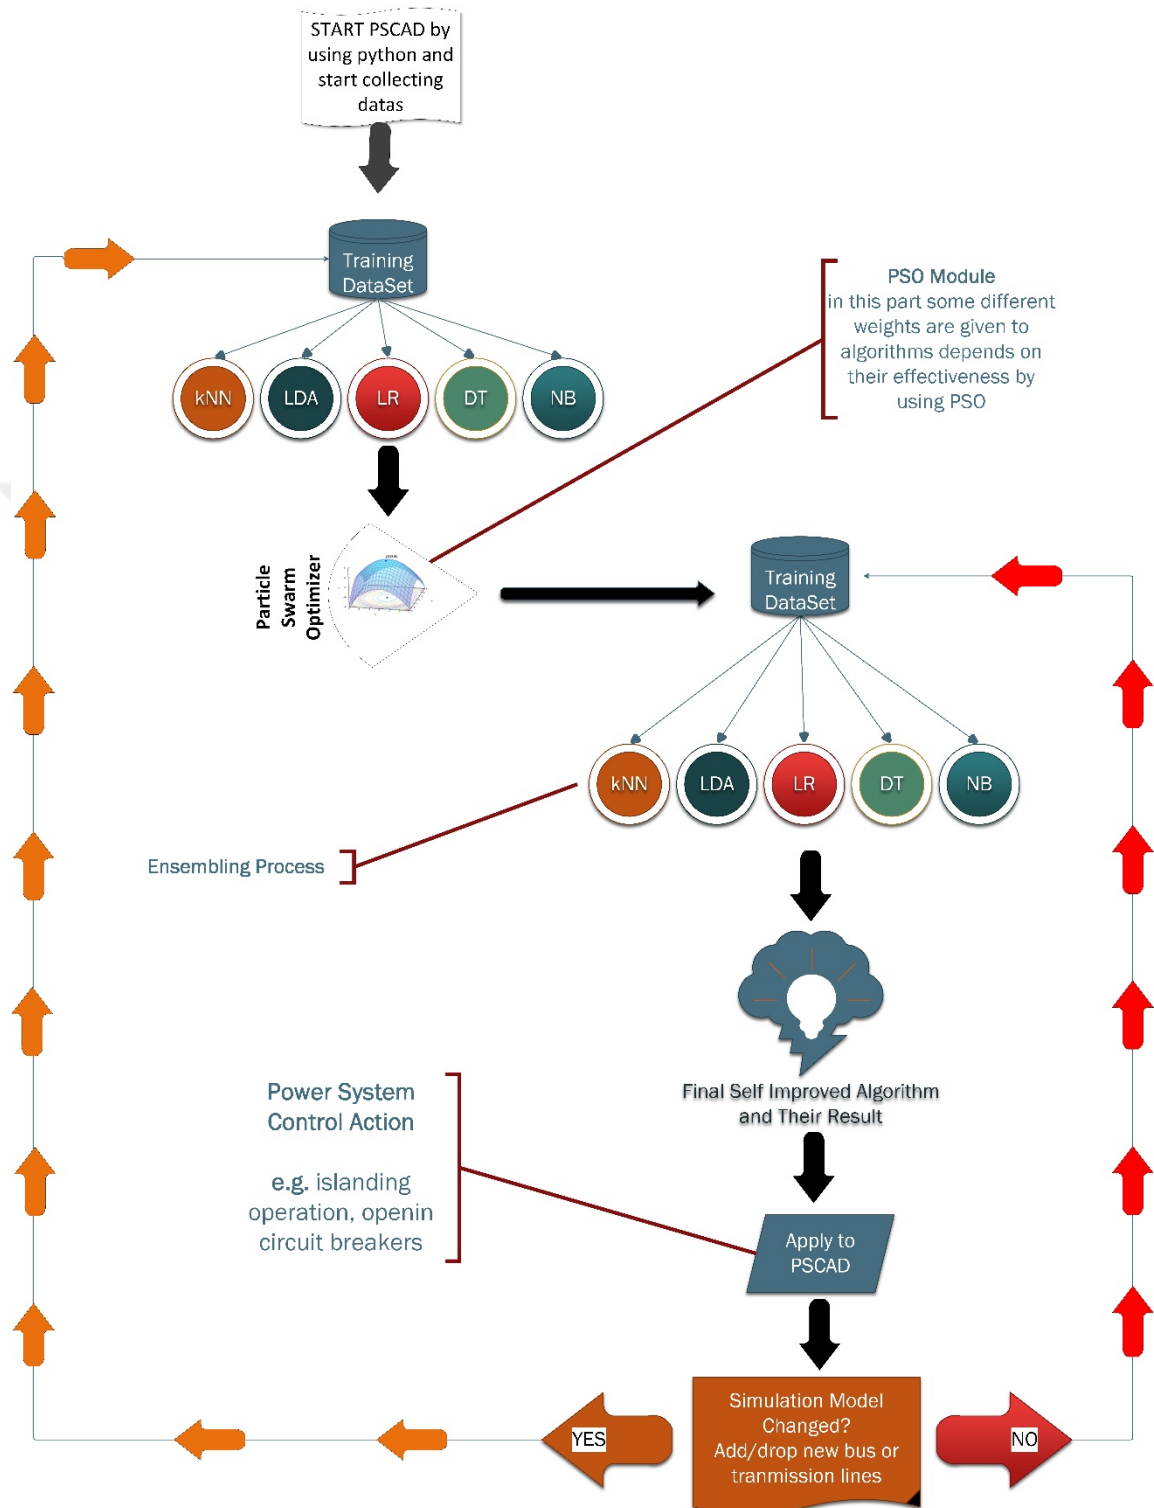 START PSCAD by
using python and
start collecting
datas
Training
DataSet
PSO Module
in this part some different
weights are given to
algorithms depends on
their effectiveness by
using PSO
kNN
LDA
LR
DT
NB
Particle
Swarm
Optimizer
Training
DataSet
kNN
LDA
LR
DT
NB
Ensembling Process
Final Self Improved Algorithm
and Their Result
Power System
Control Action
e.g. islanding
operation, openin
circuit breakers
Apply to
PSCAD
Simulation Model
Changed?
Add/drop new bus or
tranmission lines
YES
NO